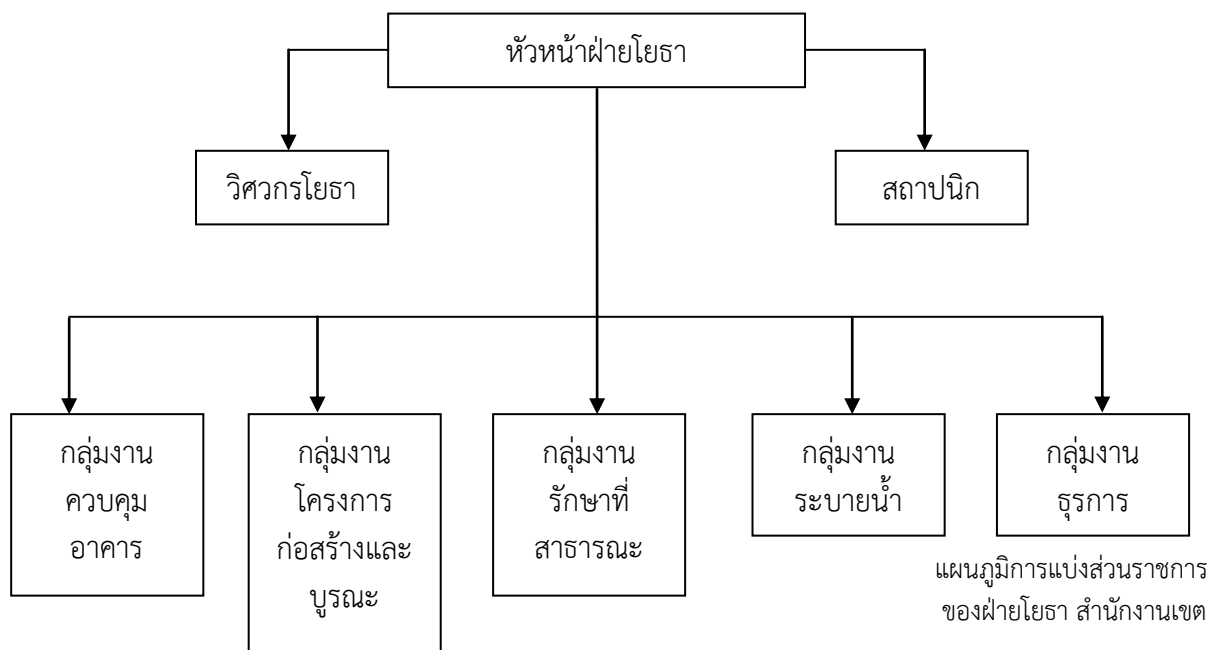 หัวหน้าฝ่ายโยธา
วิศวกรโยธา
สถาปนิก
กลุ่มงาน
ควบคุม
อาคาร
กลุ่มงาน
โครงการ
ก่อสร้างและ
บูรณะ
กลุ่มงาน
รักษาที่
สาธารณะ
กลุ่มงาน
ระบายน้ำ
กลุ่มงาน
ธุรการ
แผนภูมิการแบ่งส่วนราชการ
ของฝ่ายโยธา สำนักงานเขต